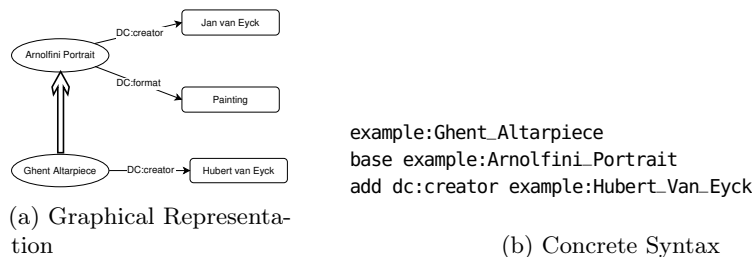 Jan van Eyck
DC:creator
Arnolfini Portrait
DC:format
Painting
Ghent Altarpiece
DC:creator
Hubert van Eyck
(a) Graphical Representa-
tion
example:Ghent_Altarpiece
base example:Arnolfini_Portrait
add dc:creator example:Hubert_Van_Eyck
(b) Concrete Syntax